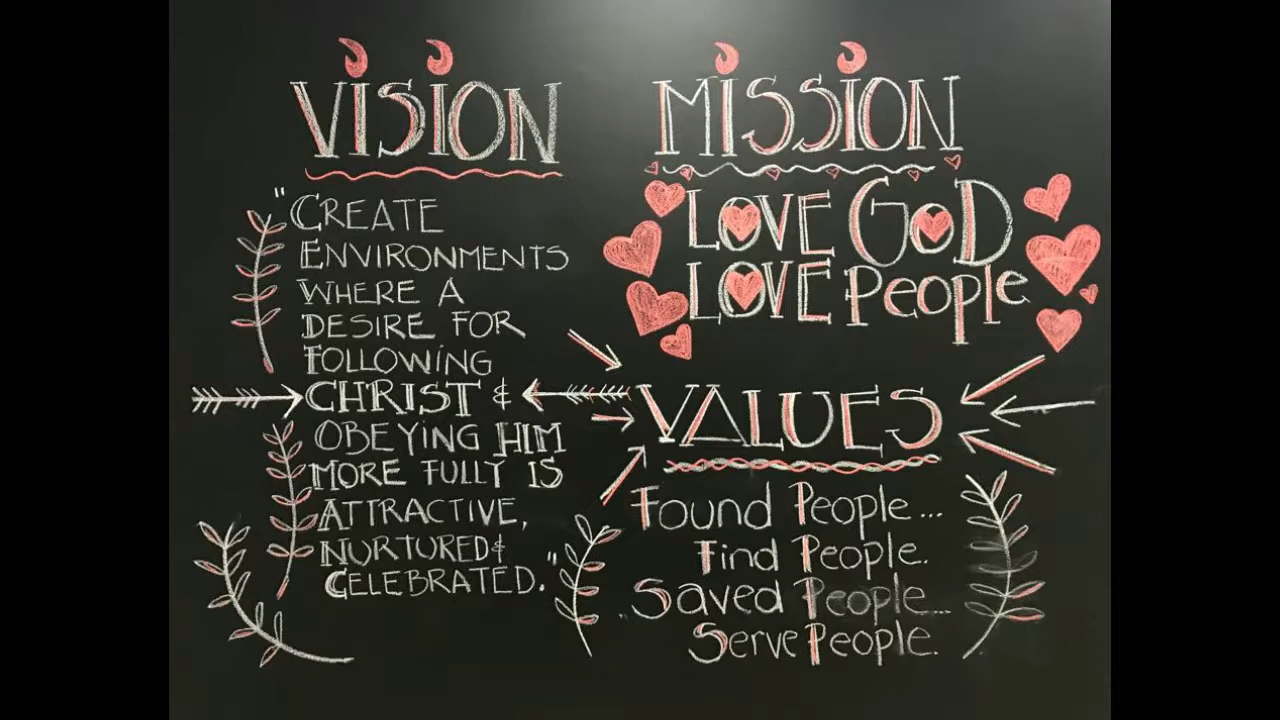 VISION
"CREATE
ENVIRONMENTS
WHERE A
DESIRE FOR
FOLLOWING
CHRIST &
OBEYING HIM
MORE FULLY IS
ATTRACTIVE,
NURTURED &
CELEBRATED."
MISSION
LOVE GOD
LOVE PEOPLE
VALUES
Found People...
Find People.
Saved People...
Serve People.